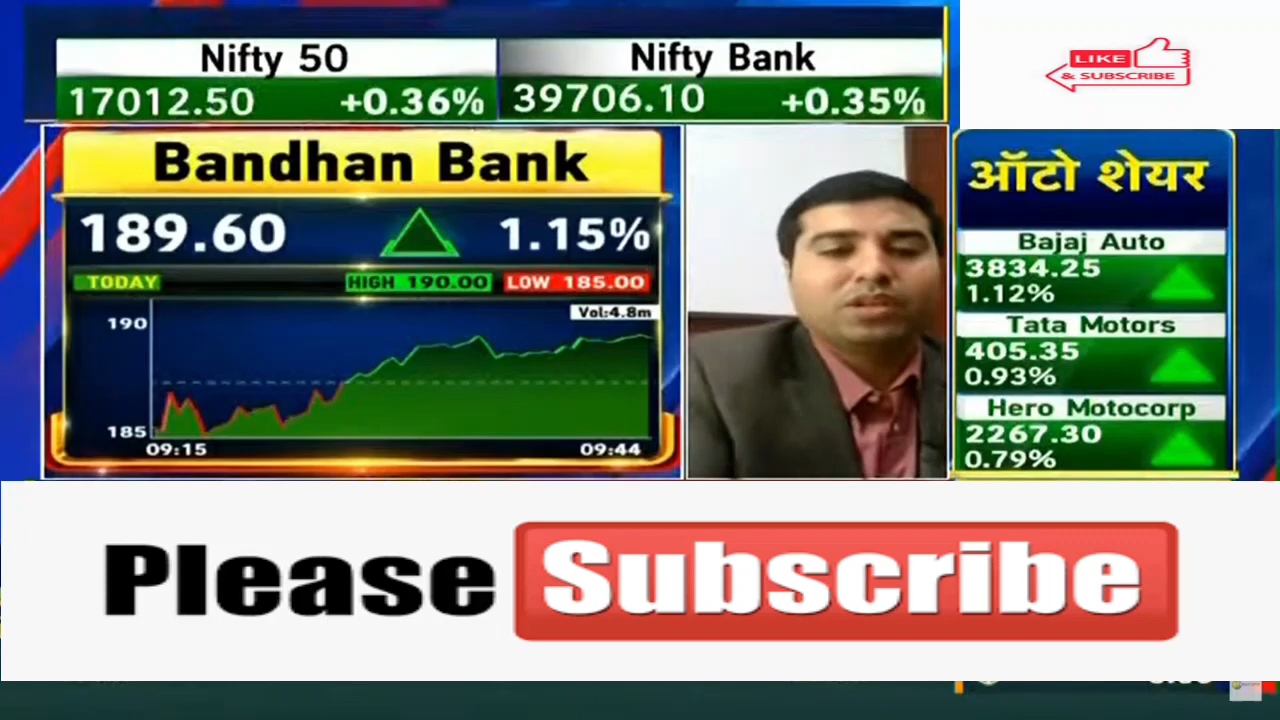 Nifty 50
17012.50 +0.36%
Nifty Bank
39706.10 +0.35%
LIKE
& SUBSCRIBE
Bandhan Bank
189.60 1.15%
TODAY HIGH 190.00 LOW 185.00
Vol:4.8m
190
185
09:15 09:44
ऑटो शेयर
Bajaj Auto
3834.25
1.12%
Tata Motors
405.35
0.93%
Hero Motocorp
2267.30
0.79%
Please Subscribe